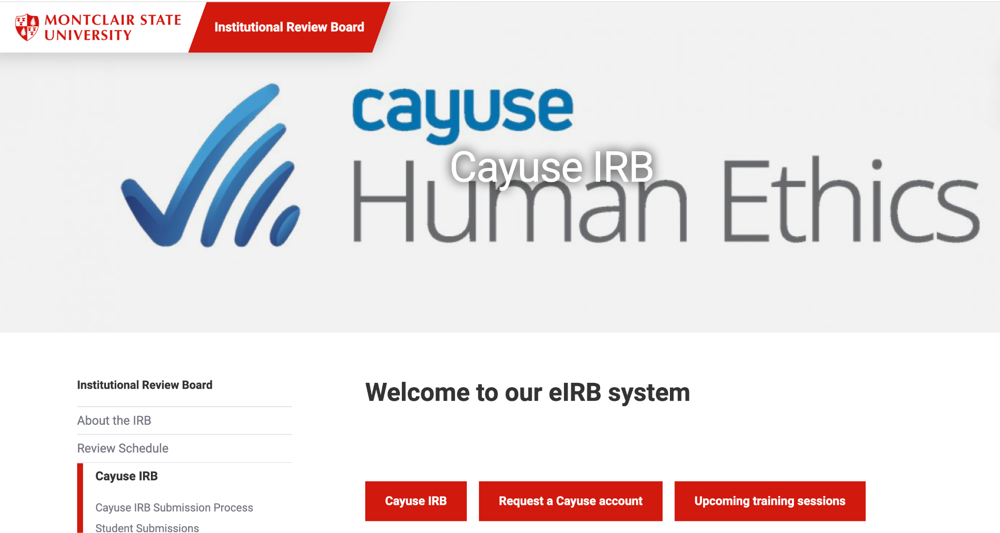 MONTCLAIR STATE
UNIVERSITY
Institutional Review Board
cayuse
Cayuse IRB
Human Ethics
Institutional Review Board
About the IRB
Review Schedule
Cayuse IRB
Cayuse IRB Submission Process
Student Submissions
Welcome to our eIRB system
Cayuse IRB
Request a Cayuse account
Upcoming training sessions